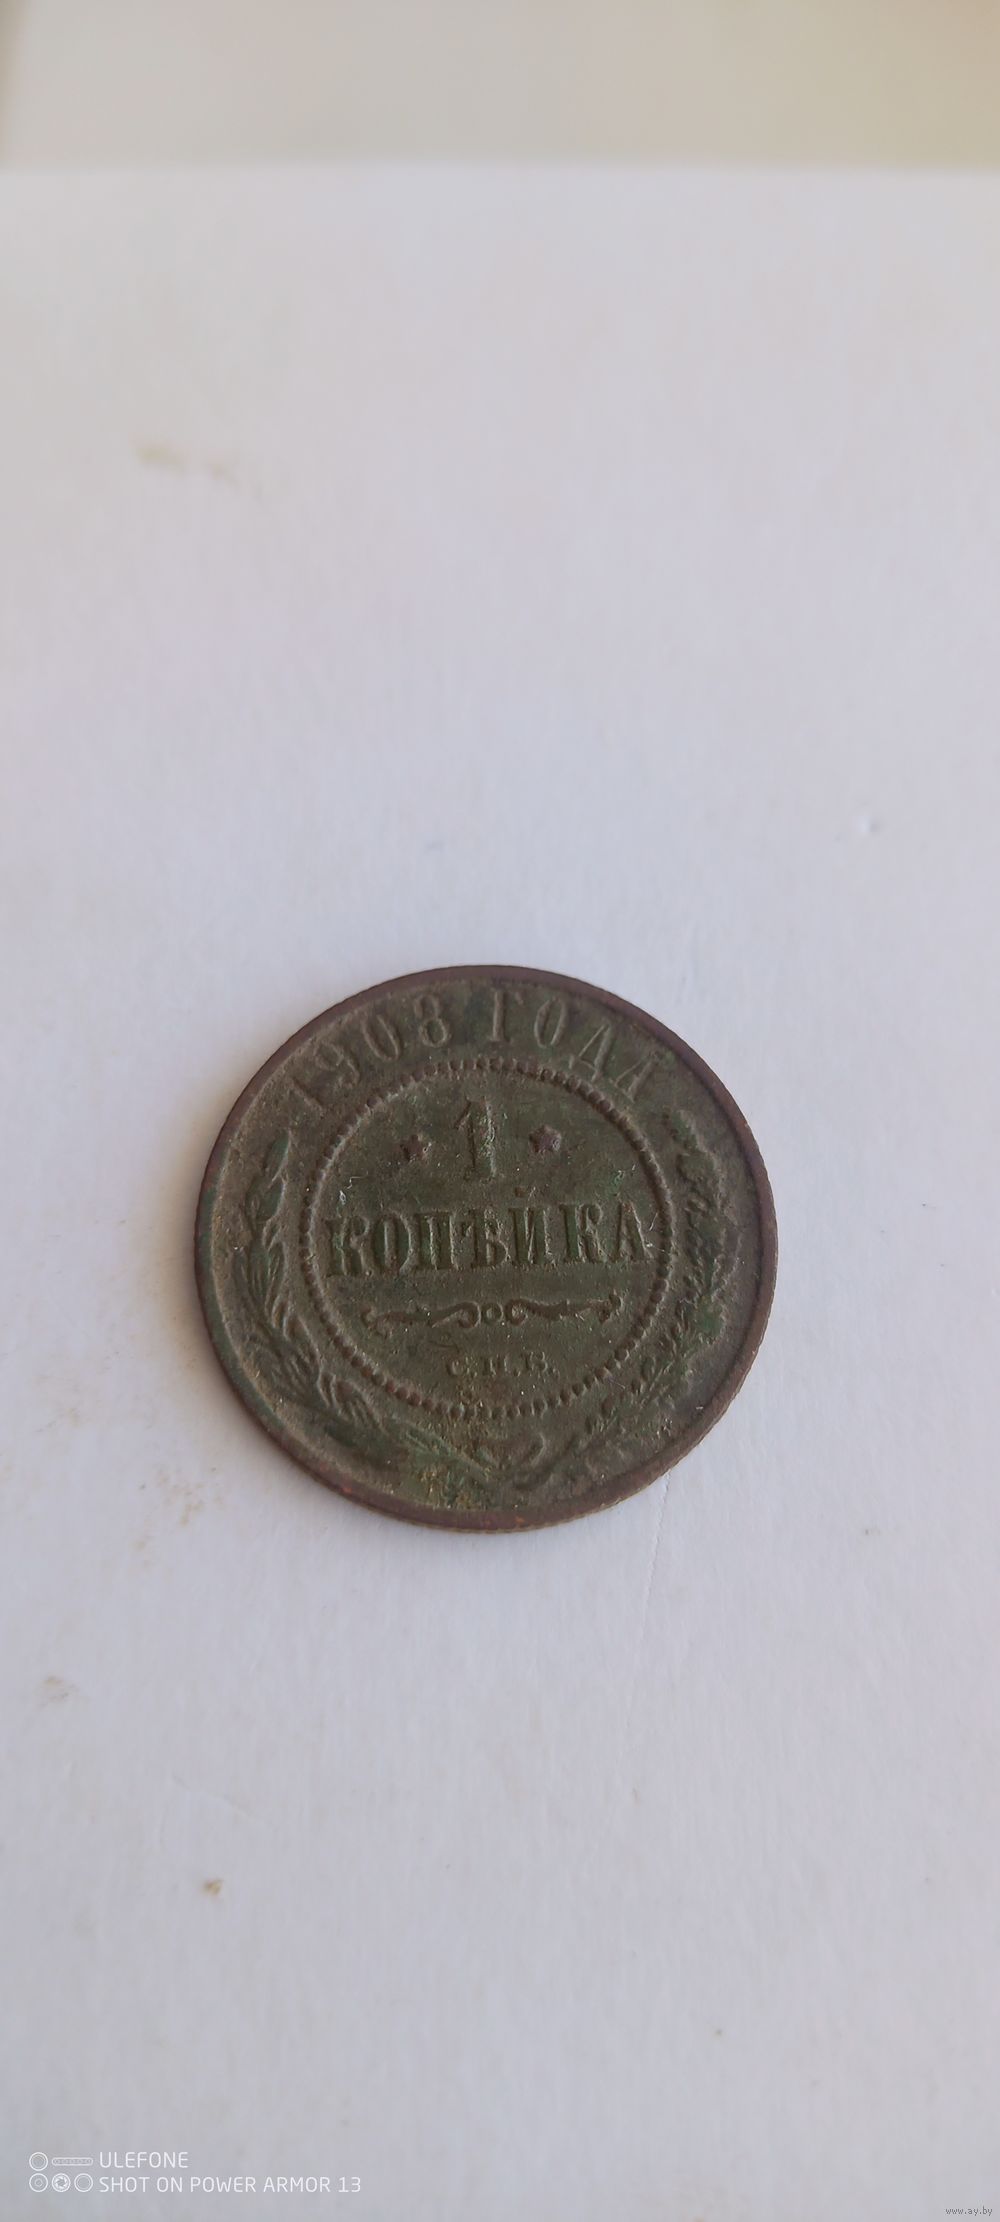 1908 ГОДА
1
КОПѢЙКА
С.П.Б.
ULEFONE
SHOT ON POWER ARMOR 13
www.ay.by